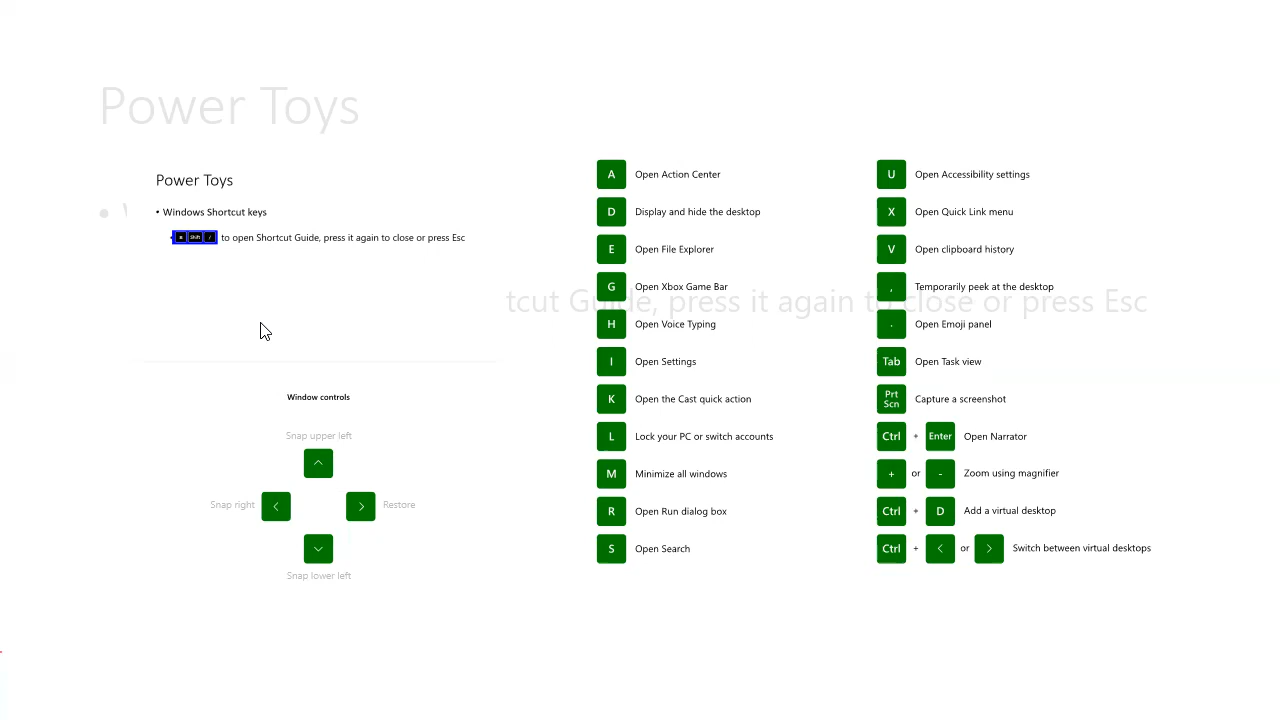 Power Toys
Power Toys
• Windows Shortcut keys
Shift / to open Shortcut Guide, press it again to close or press Esc
tcut Guide, press it again to close or press Esc
Window controls
Snap upper left
Snap right
Restore
Snap lower left
A Open Action Center
D Display and hide the desktop
E Open File Explorer
G Open Xbox Game Bar
H Open Voice Typing
I Open Settings
K Open the Cast quick action
L Lock your PC or switch accounts
M Minimize all windows
R Open Run dialog box
S Open Search
U Open Accessibility settings
X Open Quick Link menu
V Open clipboard history
, Temporarily peek at the desktop
. Open Emoji panel
Tab Open Task view
Prt Scn Capture a screenshot
Ctrl + Enter Open Narrator
+ or - Zoom using magnifier
Ctrl + D Add a virtual desktop
Ctrl + < or > Switch between virtual desktops